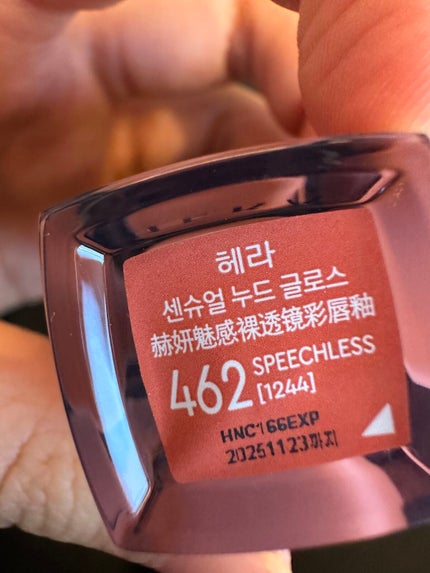 헤라
센슈얼 누드 글로스
赫妍魅感裸透镜彩唇釉
462 SPEECHLESS
[1244]
HNC166EXP
20251123까지